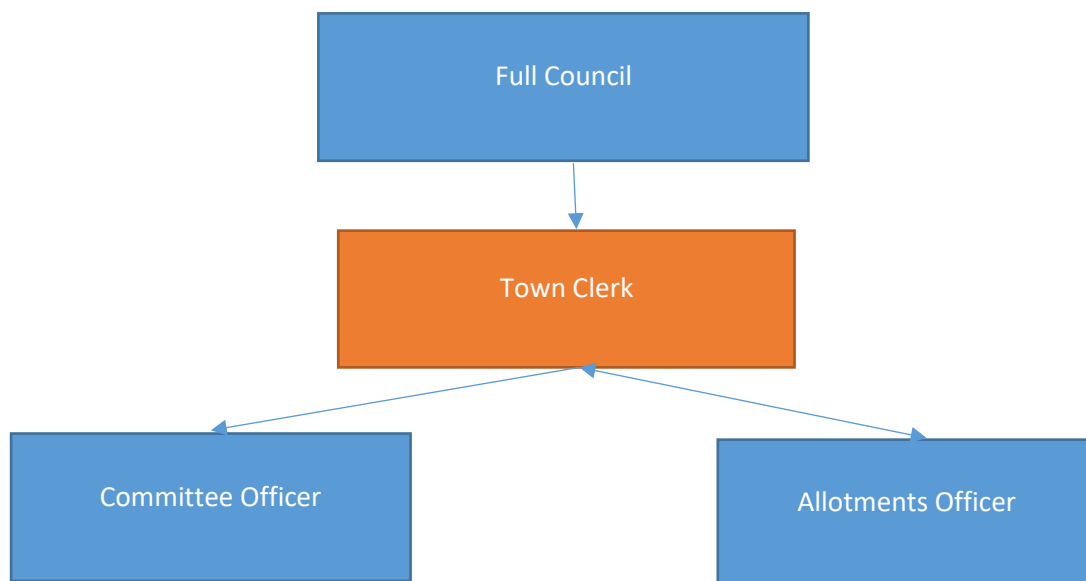 Full Council
Town Clerk
Committee Officer
Allotments Officer